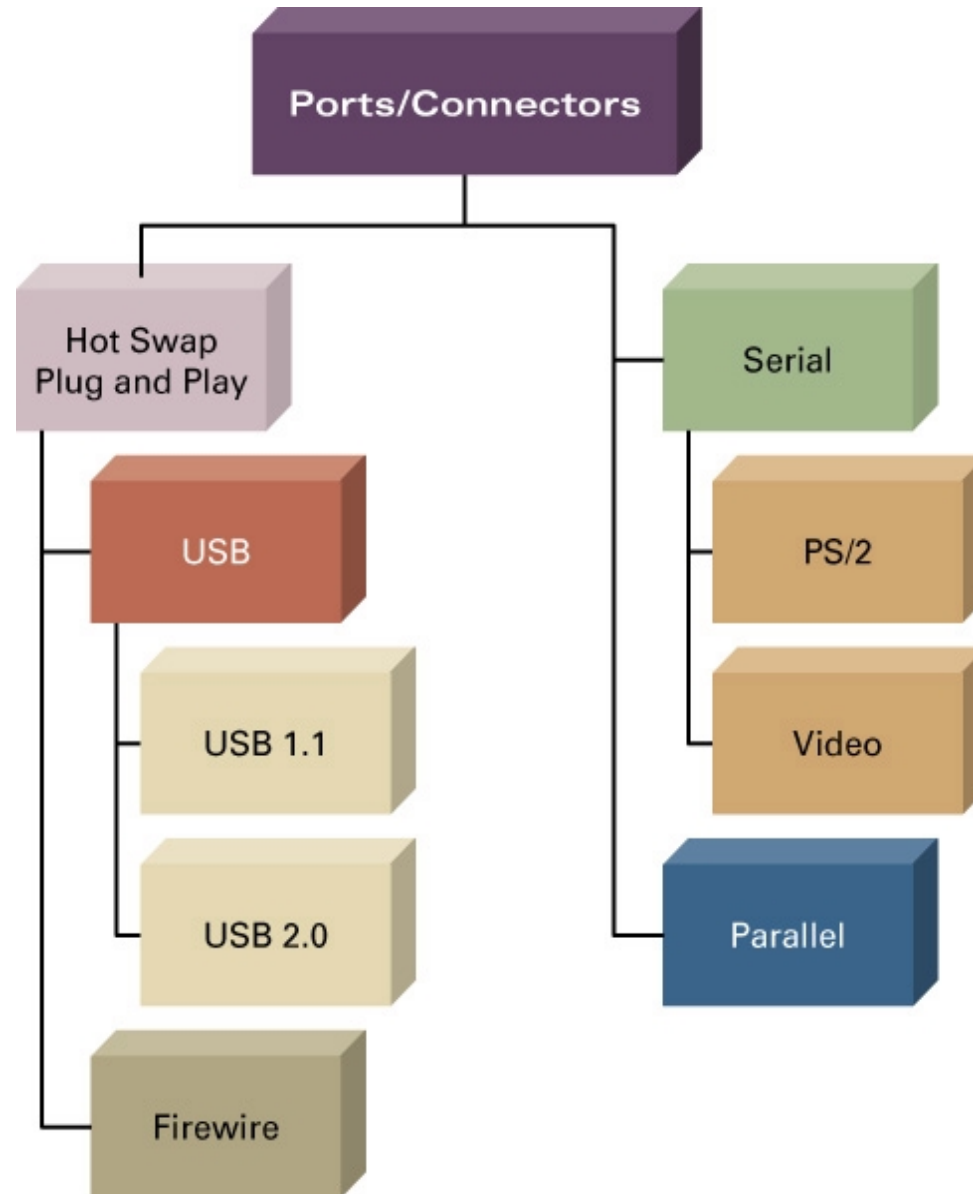 Ports/Connectors
Hot Swap
Plug and Play
USB
USB 1.1
USB 2.0
Firewire
Serial
PS/2
Video
Parallel